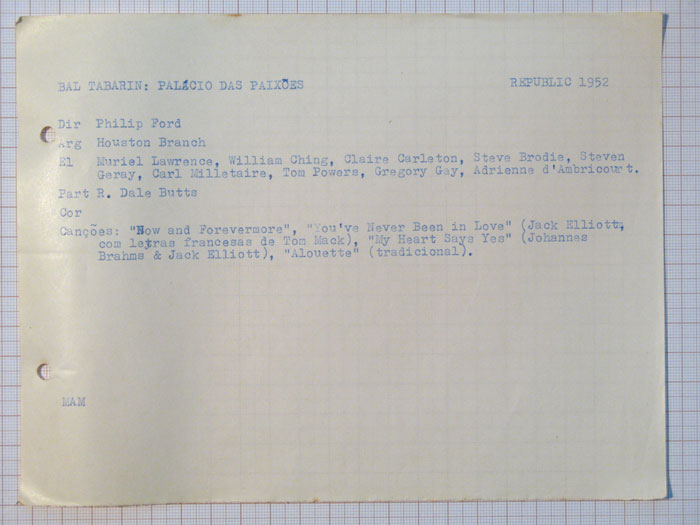 BAL TABARIN: PALÁCIO DAS PAIXÕES REPUBLIC 1952
Dir Philip Ford
Arg Houston Branch
El Muriel Lawrence, William Ching, Claire Carleton, Steve Brodie, Steven
Geray, Carl Milletaire, Tom Powers, Gregory Gay, Adrienne d'Ambricourt.
Part R. Dale Butts
Cor
Canções: "Now and Forevermore", "You've Never Been in Love" (Jack Elliott,
com letras francesas de Tom Mack), "My Heart Says Yes" (Johannes
Brahms & Jack Elliott), "Alouette" (tradicional).
MAM